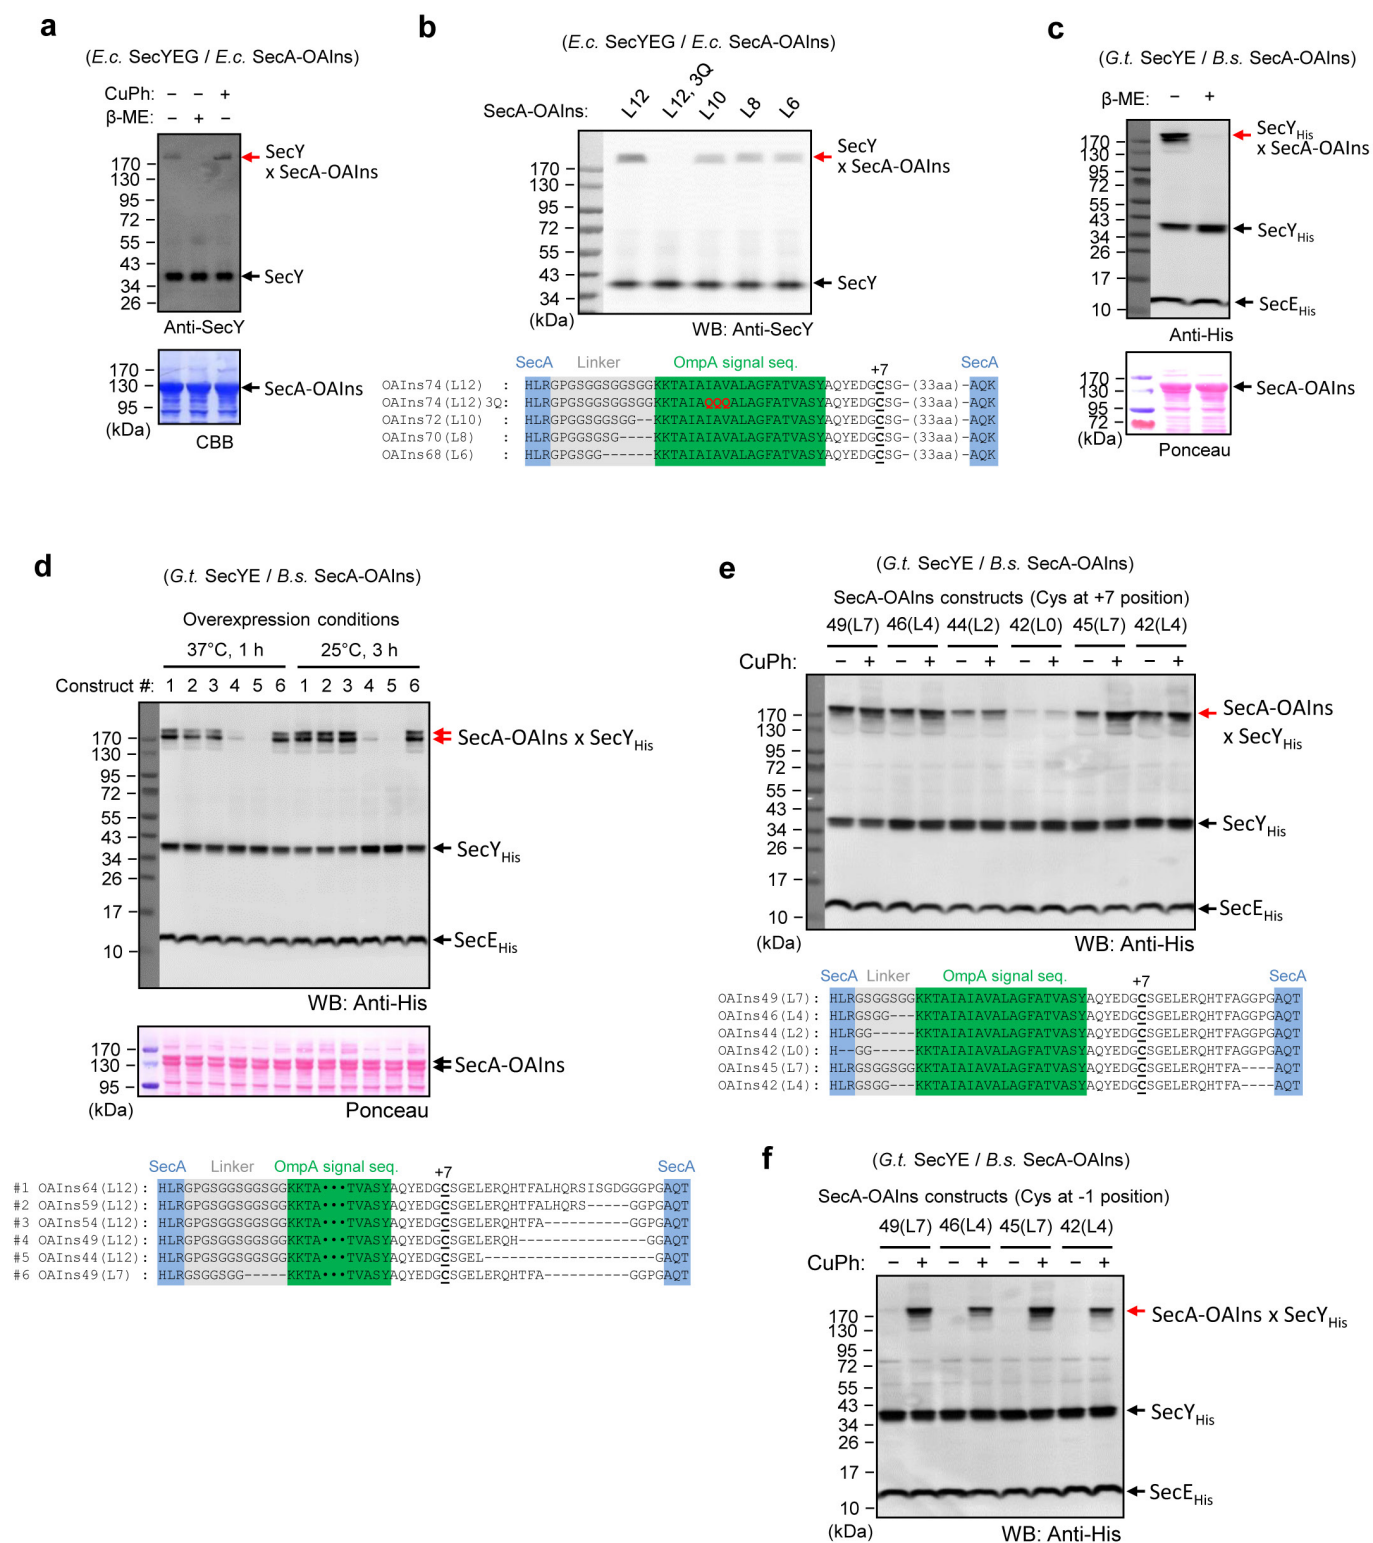 a
(E.c. SecYEG / E.c. SecA-OAIns)
CuPh: – – +
β-ME: – + –
170
130
95
72
55
43
34
26
SecY
x SecA-OAIns
SecY
Anti-SecY
170
130
95
(kDa)
SecA-OAIns
CBB
b
(E.c. SecYEG / E.c. SecA-OAIns)
SecA-OAIns: L12 L12, 3Q L10 L8 L6
170
130
95
72
55
43
34
(kDa)
SecY
x SecA-OAIns
SecY
WB: Anti-SecY
SecA Linker OmpA signal seq. +7 SecA
OAIns74(L12) : HLRGPGSGGSGGSGGKKTAIAIAVALAGFATVASYAQYEDGCSG-(33aa)-AQK
OAIns74(L12)3Q: HLRGPGSGGSGGSGGKKTAIAQQQALAGFATVASYAQYEDGCSG-(33aa)-AQK
OAIns72(L10) : HLRGPGSGGSGG--KKTAIAIAVALAGFATVASYAQYEDGCSG-(33aa)-AQK
OAIns70(L8) : HLRGPGSGSG----KKTAIAIAVALAGFATVASYAQYEDGCSG-(33aa)-AQK
OAIns68(L6) : HLRGPGSGG------KKTAIAIAVALAGFATVASYAQYEDGCSG-(33aa)-AQK
c
(G.t. SecYE / B.s. SecA-OAIns)
β-ME: – +
170
130
95
72
55
43
34
26
17
10
SecYHis
x SecA-OAIns
SecYHis
SecEHis
Anti-His
170
130
95
72
(kDa)
SecA-OAIns
Ponceau
d
(G.t. SecYE / B.s. SecA-OAIns)
Overexpression conditions
37°C, 1 h 25°C, 3 h
Construct #: 1 2 3 4 5 6 1 2 3 4 5 6
170
130
95
72
55
43
34
26
17
10
SecA-OAIns x SecYHis
SecYHis
SecEHis
WB: Anti-His
170
130
95
(kDa)
SecA-OAIns
Ponceau
SecA Linker OmpA signal seq. +7 SecA
#1 OAIns64(L12): HLRGPGSGGSGGSGGKKTA•••TVASYAQYEDGCSGELERQHTFALHQRSISGDGGGPGAQT
#2 OAIns59(L12): HLRGPGSGGSGGSGGKKTA•••TVASYAQYEDGCSGELERQHTFALHQRS-----GGPGAQT
#3 OAIns54(L12): HLRGPGSGGSGGSGGKKTA•••TVASYAQYEDGCSGELERQHTFA----------GGPGAQT
#4 OAIns49(L12): HLRGPGSGGSGGSGGKKTA•••TVASYAQYEDGCSGELERQH---------------GGAQT
#5 OAIns44(L12): HLRGPGSGGSGGSGGKKTA•••TVASYAQYEDGCSGEL--------------------GAQT
#6 OAIns49(L7) : HLRGSGGSGG-----KKTA•••TVASYAQYEDGCSGELERQHTFA----------GGPGAQT
e
(G.t. SecYE / B.s. SecA-OAIns)
SecA-OAIns constructs (Cys at +7 position)
49(L7) 46(L4) 44(L2) 42(L0) 45(L7) 42(L4)
CuPh: – + – + – + – + – + – +
170
130
95
72
55
43
34
26
17
10
(kDa)
SecA-OAIns
x SecYHis
SecYHis
SecEHis
WB: Anti-His
SecA Linker OmpA signal seq. +7 SecA
OAIns49(L7): HLRGSGGSGGKKTAIAIAVALAGFATVASYAQYEDGCSGELERQHTFAGGPGAQT
OAIns46(L4): HLRGSGG---KKTAIAIAVALAGFATVASYAQYEDGCSGELERQHTFAGGPGAQT
OAIns44(L2): HLRGG-----KKTAIAIAVALAGFATVASYAQYEDGCSGELERQHTFAGGPGAQT
OAIns42(L0): H--GG-----KKTAIAIAVALAGFATVASYAQYEDGCSGELERQHTFAGGPGAQT
OAIns45(L7): HLRGSGGSGGKKTAIAIAVALAGFATVASYAQYEDGCSGELERQHTFA----AQT
OAIns42(L4): HLRGSGG---KKTAIAIAVALAGFATVASYAQYEDGCSGELERQHTFA----AQT
f
(G.t. SecYE / B.s. SecA-OAIns)
SecA-OAIns constructs (Cys at -1 position)
49(L7) 46(L4) 45(L7) 42(L4)
CuPh: – + – + – + – +
170
130
95
72
55
43
34
26
17
10
(kDa)
SecA-OAIns x SecYHis
SecYHis
SecEHis
WB: Anti-His